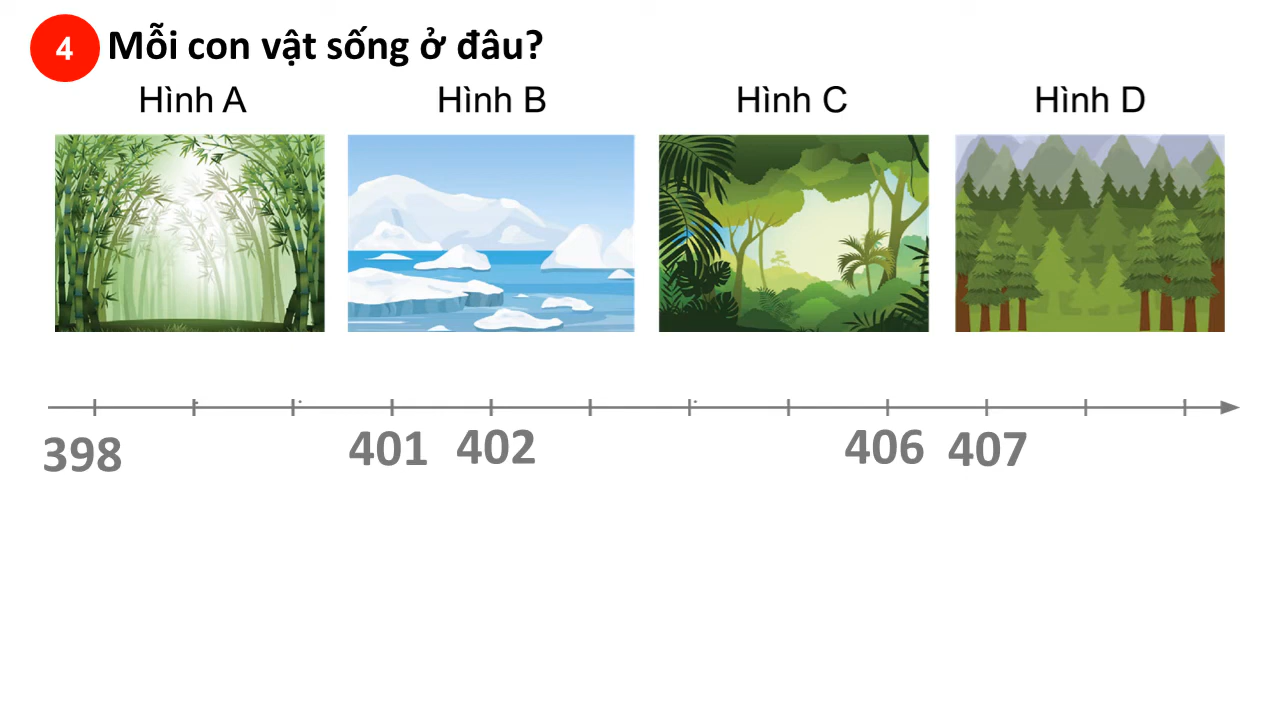 4 Mỗi con vật sống ở đâu?
Hình A Hình B Hình C Hình D
398 401 402 406 407